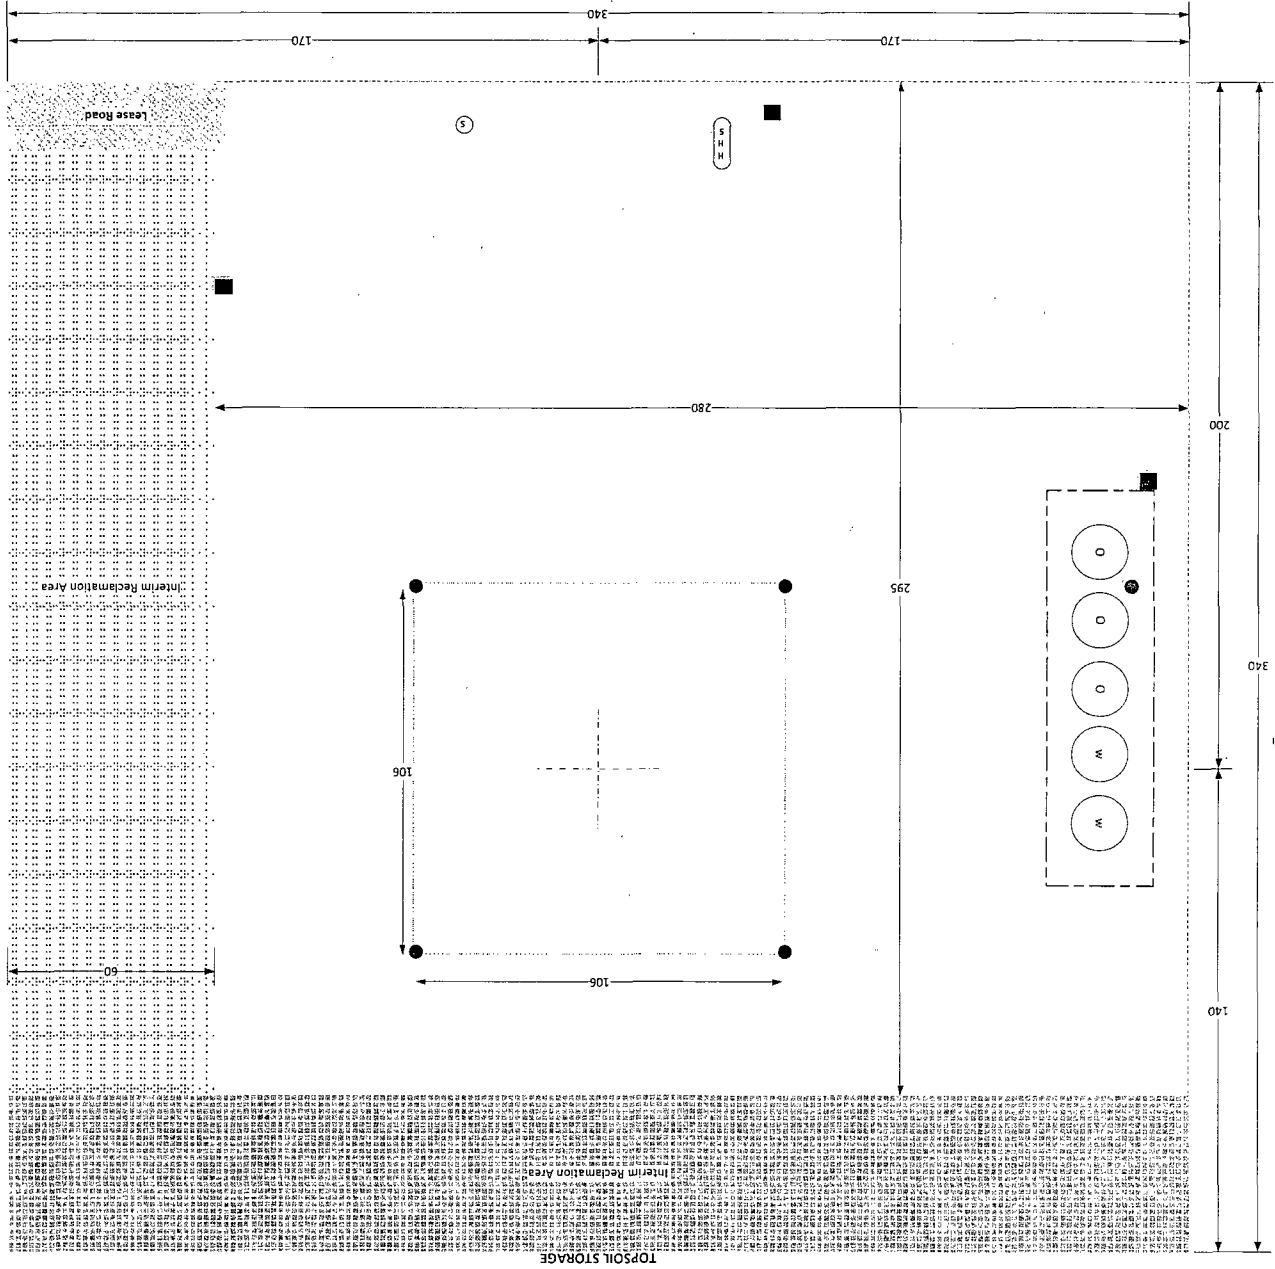 TOPSOIL STORAGE
Interim Reclamation Area
140
106
60
W
106
W
O
340
O
295
Interim Reclamation Area
O
200
280
H
H
S
S
Lease Road
170
170
340